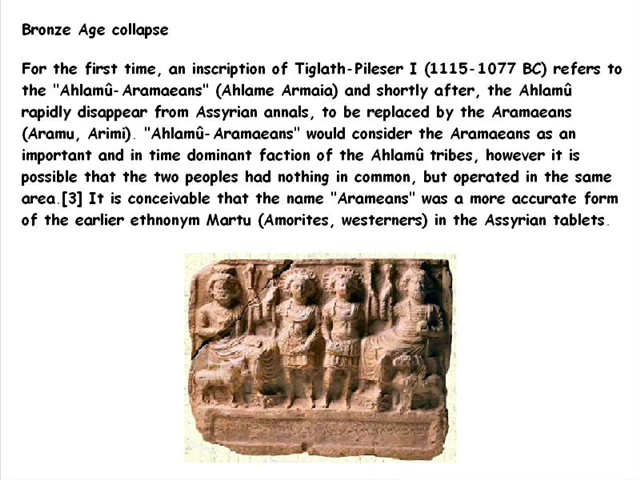 Bronze Age collapse
For the first time, an inscription of Tiglath-Pileser I (1115-1077 BC) refers to
the "Ahlamû-Aramaeans" (Ahlame Armaia) and shortly after, the Ahlamû
rapidly disappear from Assyrian annals, to be replaced by the Aramaeans
(Aramu, Arimi). "Ahlamû-Aramaeans" would consider the Aramaeans as an
important and in time dominant faction of the Ahlamû tribes, however it is
possible that the two peoples had nothing in common, but operated in the same
area.[3] It is conceivable that the name "Arameans" was a more accurate form
of the earlier ethnonym Martu (Amorites, westerners) in the Assyrian tablets.